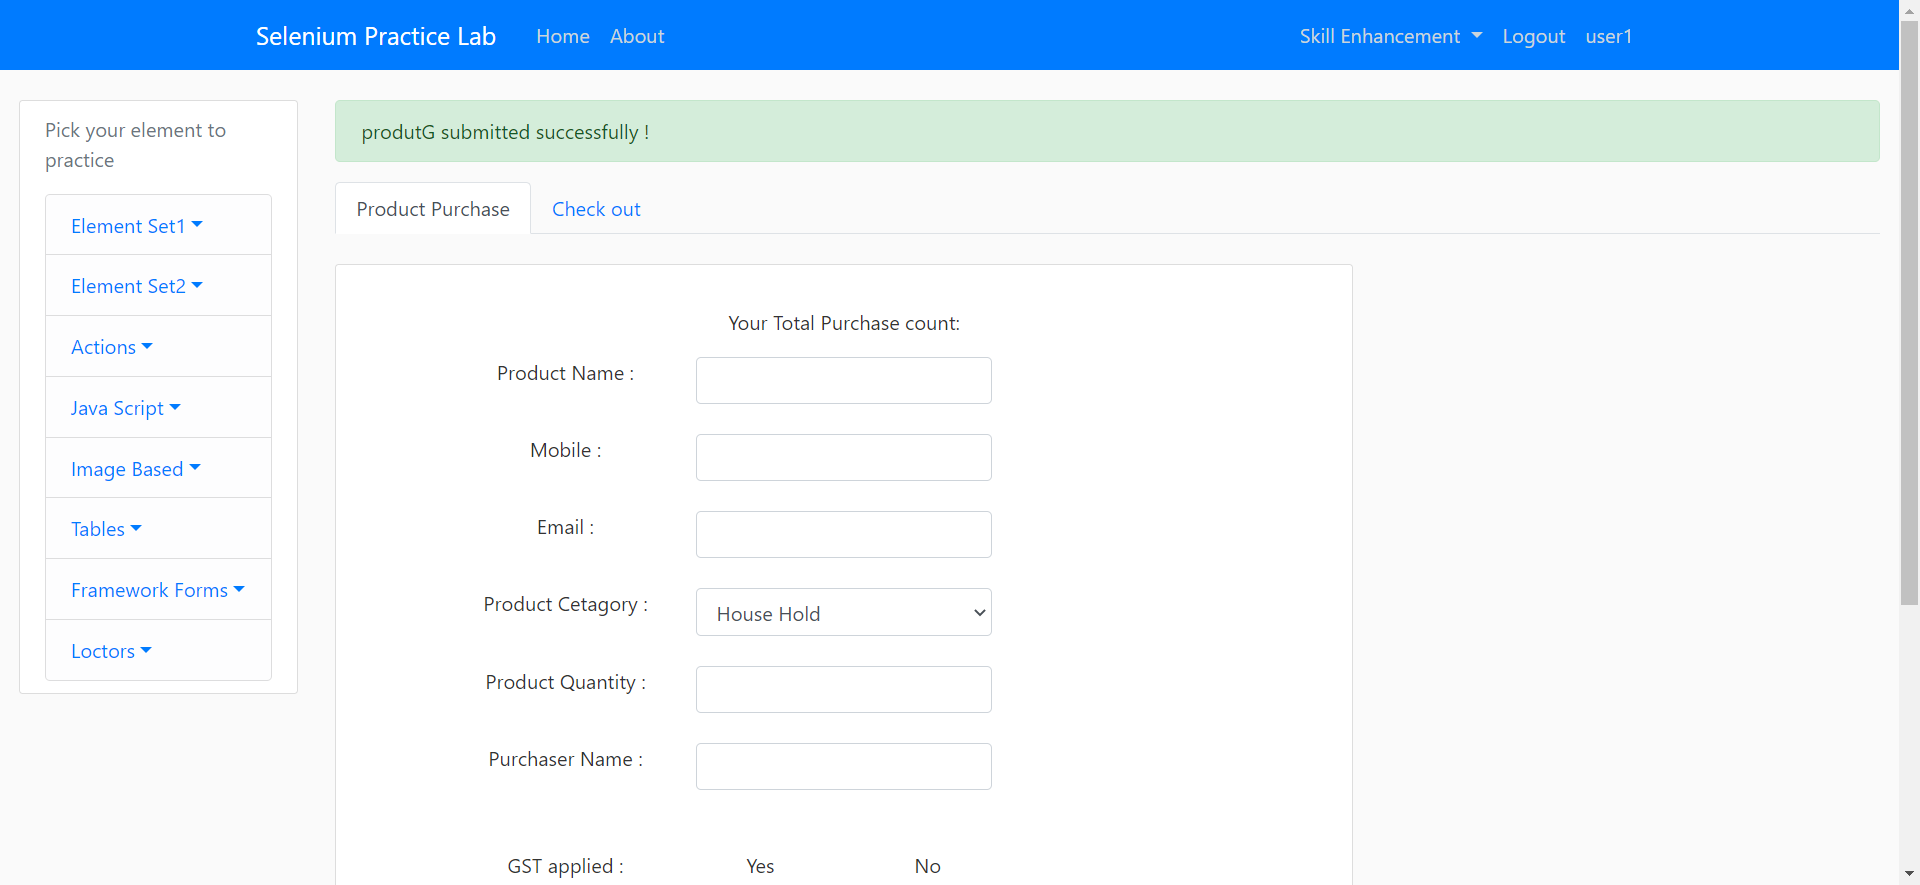 Selenium Practice Lab Home About Skill Enhancement Logout user1
Pick your element to
practice
Element Set1
Element Set2
Actions
Java Script
Image Based
Tables
Framework Forms
Loctors
produtG submitted successfully !
Product Purchase Check out
Your Total Purchase count:
Product Name :
Mobile :
Email :
Product Cetagory : House Hold
Product Quantity :
Purchaser Name :
GST applied : Yes No